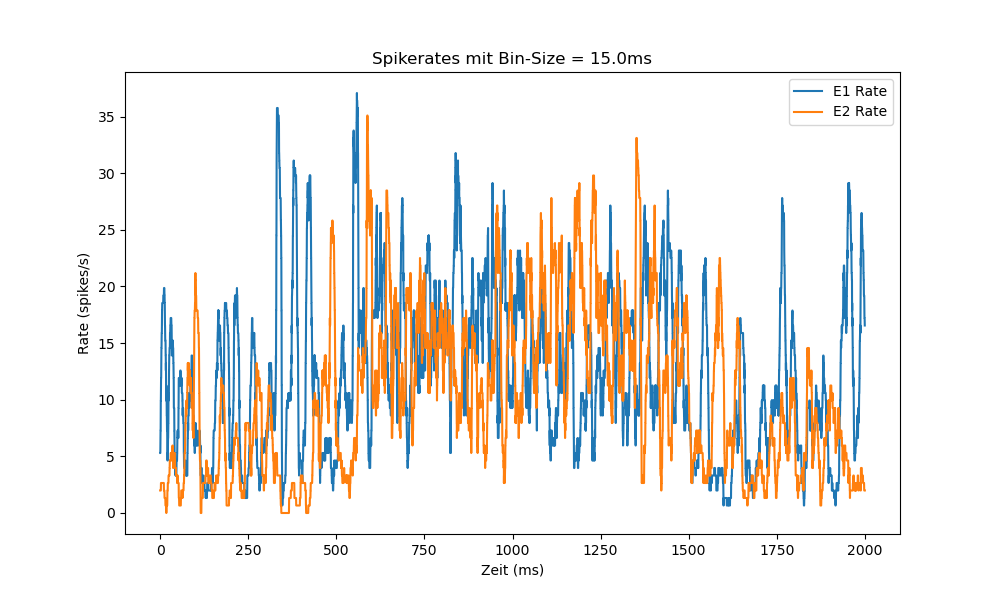 Spikerates mit Bin-Size = 15.0ms
E1 Rate
E2 Rate
Rate (spikes/s)
35
30
25
20
15
10
5
0
0 250 500 750 1000 1250 1500 1750 2000
Zeit (ms)